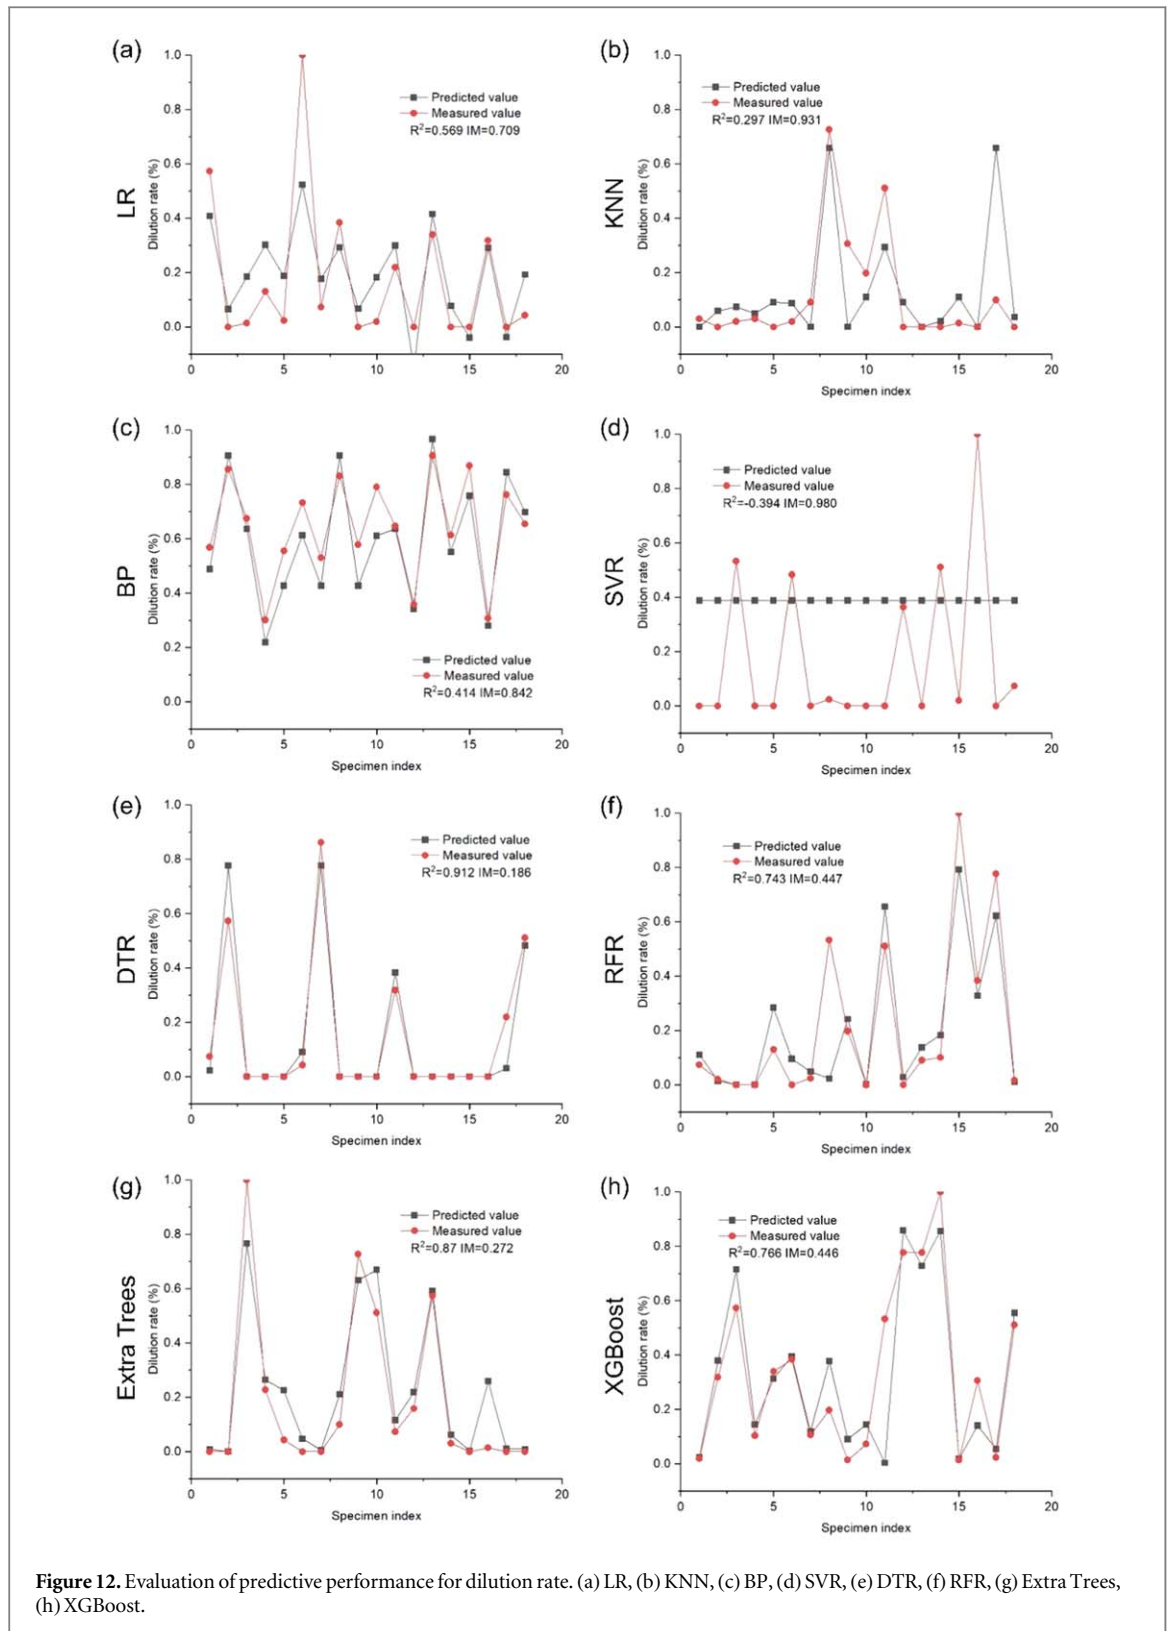 (a)
1.0
0.8
0.6
0.4
0.2
0.0
LR
Dilution rate (%)
Predicted value
Measured value
R²=0.569 IM=0.709
0 5 10 15 20
(b)
1.0
0.8
0.6
0.4
0.2
0.0
KNN
Dilution rate (%)
Predicted value
Measured value
R²=0.297 IM=0.931
0 5 10 15 20
Specimen index
(c)
1.0
0.8
0.6
0.4
0.2
0.0
BP
Dilution rate (%)
Predicted value
Measured value
R²=0.414 IM=0.842
0 5 10 15 20
Specimen index
(d)
1.0
0.8
0.6
0.4
0.2
0.0
SVR
Dilution rate (%)
Predicted value
Measured value
R²=-0.394 IM=0.980
0 5 10 15 20
Specimen index
(e)
1.0
0.8
0.6
0.4
0.2
0.0
DTR
Dilution rate (%)
Predicted value
Measured value
R²=0.912 IM=0.186
0 5 10 15 20
Specimen index
(f)
1.0
0.8
0.6
0.4
0.2
0.0
RFR
Dilution rate (%)
Predicted value
Measured value
R²=0.743 IM=0.447
0 5 10 15 20
Specimen index
(g)
1.0
0.8
0.6
0.4
0.2
0.0
Extra Trees
Dilution rate (%)
Predicted value
Measured value
R²=0.87 IM=0.272
0 5 10 15 20
Specimen index
(h)
1.0
0.8
0.6
0.4
0.2
0.0
XGBoost
Dilution rate (%)
Predicted value
Measured value
R²=0.766 IM=0.446
0 5 10 15 20
Specimen index
Figure 12. Evaluation of predictive performance for dilution rate. (a) LR, (b) KNN, (c) BP, (d) SVR, (e) DTR, (f) RFR, (g) Extra Trees,
(h) XGBoost.